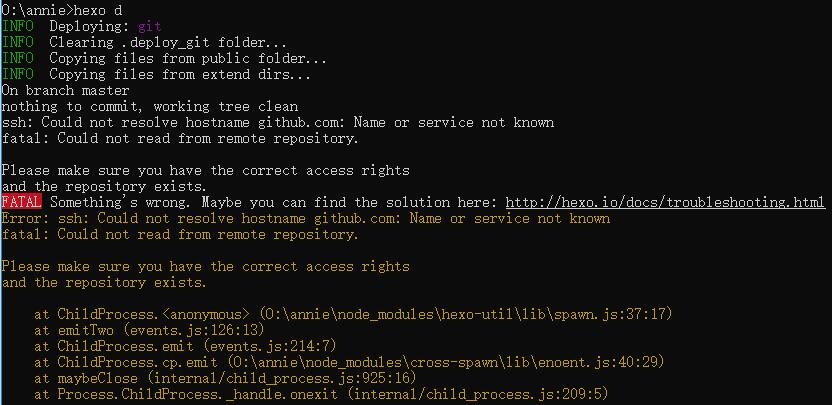 O:\annie>hexo d
INFO  Deploying: git
INFO  Clearing .deploy_git folder...
INFO  Copying files from public folder...
INFO  Copying files from extend dirs...
On branch master
nothing to commit, working tree clean
ssh: Could not resolve hostname github.com: Name or service not known
fatal: Could not read from remote repository.

Please make sure you have the correct access rights
and the repository exists.
FATAL Something's wrong. Maybe you can find the solution here: http://hexo.io/docs/troubleshooting.html
Error: ssh: Could not resolve hostname github.com: Name or service not known
fatal: Could not read from remote repository.

Please make sure you have the correct access rights
and the repository exists.

    at ChildProcess.<anonymous> (O:\annie\node_modules\hexo-util\lib\spawn.js:37:17)
    at emitTwo (events.js:126:13)
    at ChildProcess.emit (events.js:214:7)
    at ChildProcess.cp.emit (O:\annie\node_modules\cross-spawn\lib\enoent.js:40:29)
    at maybeClose (internal/child_process.js:925:16)
    at Process.ChildProcess._handle.onexit (internal/child_process.js:209:5)